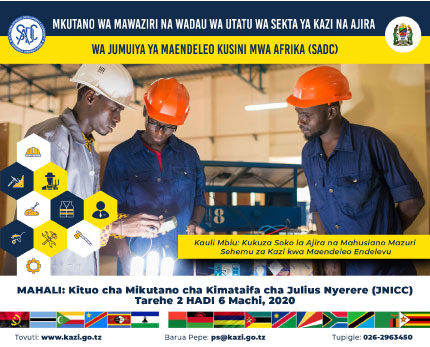 SADC
MKUTANO WA MAWAZIRI NA WADAU WA UTATU WA SEKTA YA KAZI NA AJIRA
WA JUMUIYA YA MAENDELEO KUSINI MWA AFRIKA (SADC)
18
Kauli Mbiu: Kukuza Soko la Ajira na Mahusiano Mazuri
Sehemu za Kazi kwa Maendeleo Endelevu
MAHALI: Kituo cha Mikutano cha Kimataifa cha Julius Nyerere (JNICC)
Tarehe 2 HADI 6 Machi, 2020
Tovuti: www.kazi.go.tz Barua Pepe: ps@kazi.go.tz Tupigie: 026-2963450